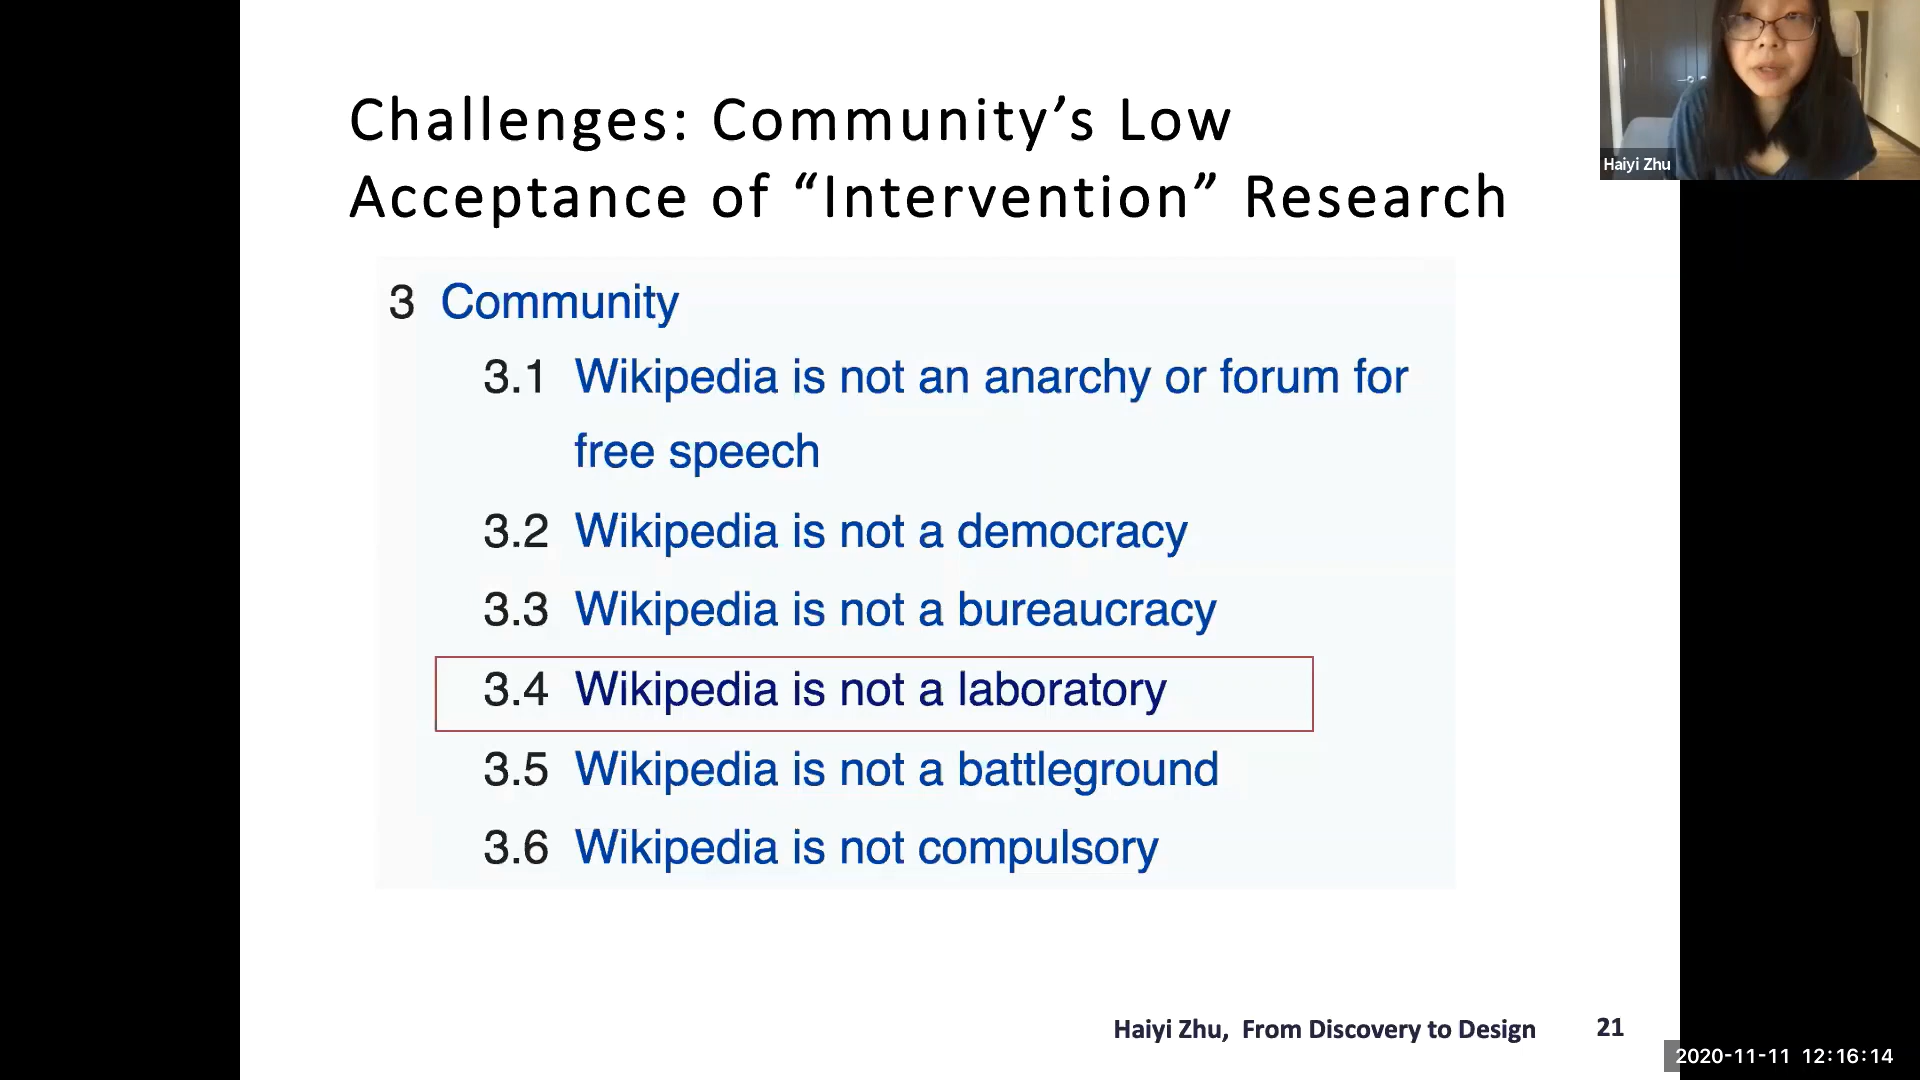 Challenges: Community’s Low
Acceptance of “Intervention” Research
Haiyi Zhu
3 Community
3.1 Wikipedia is not an anarchy or forum for
free speech
3.2 Wikipedia is not a democracy
3.3 Wikipedia is not a bureaucracy
3.4 Wikipedia is not a laboratory
3.5 Wikipedia is not a battleground
3.6 Wikipedia is not compulsory
Haiyi Zhu, From Discovery to Design 21
2020-11-11 12:16:14